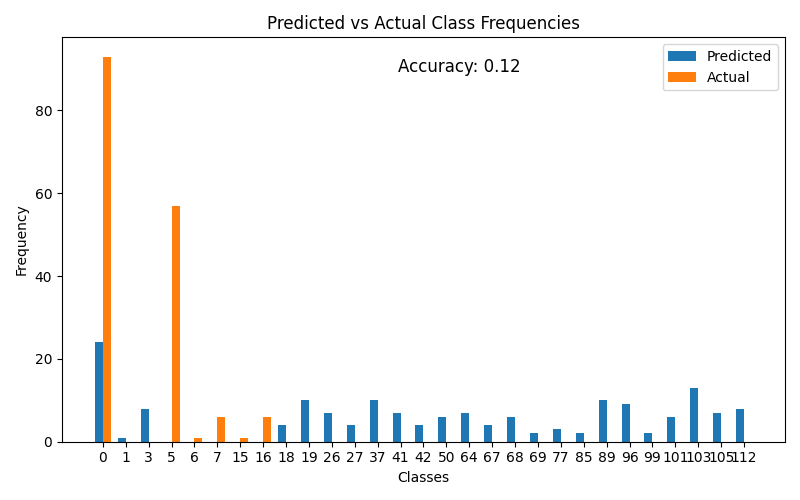 Predicted vs Actual Class Frequencies
Accuracy: 0.12
Predicted
Actual
Frequency
80
60
40
20
0
0 1 3 5 6 7 15 16 18 19 26 27 37 41 42 50 64 67 68 69 77 85 89 96 99 101 103 105 112
Classes